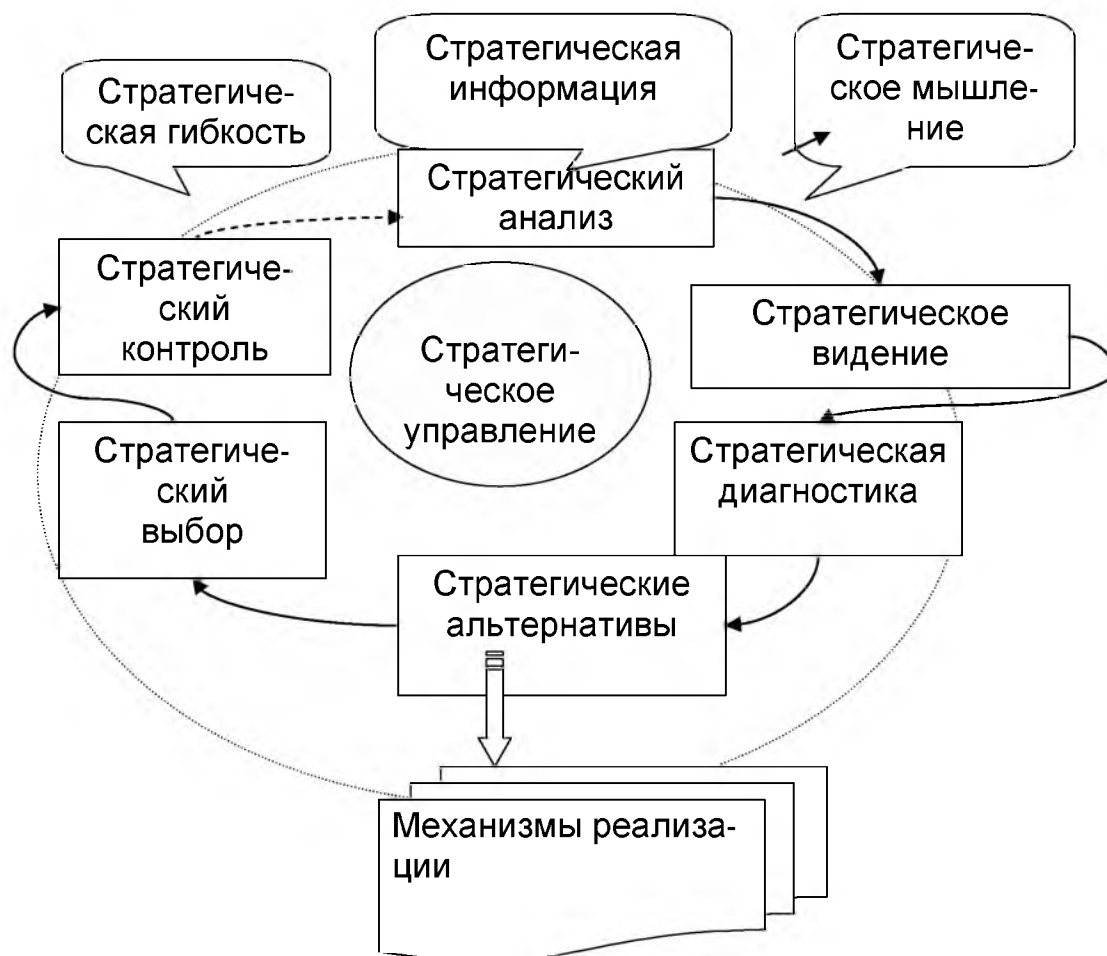 Стратегиче-
ская гибкость
Стратегическая
информация
Стратегиче-
ское мышле-
ние
Стратегический
анализ
Стратегиче-
ский
контроль
Стратегическое
видение
Стратеги-
ческое
управление
Стратегиче-
ский
выбор
Стратегическая
диагностика
Стратегические
альтернативы
Механизмы реализа-
ции